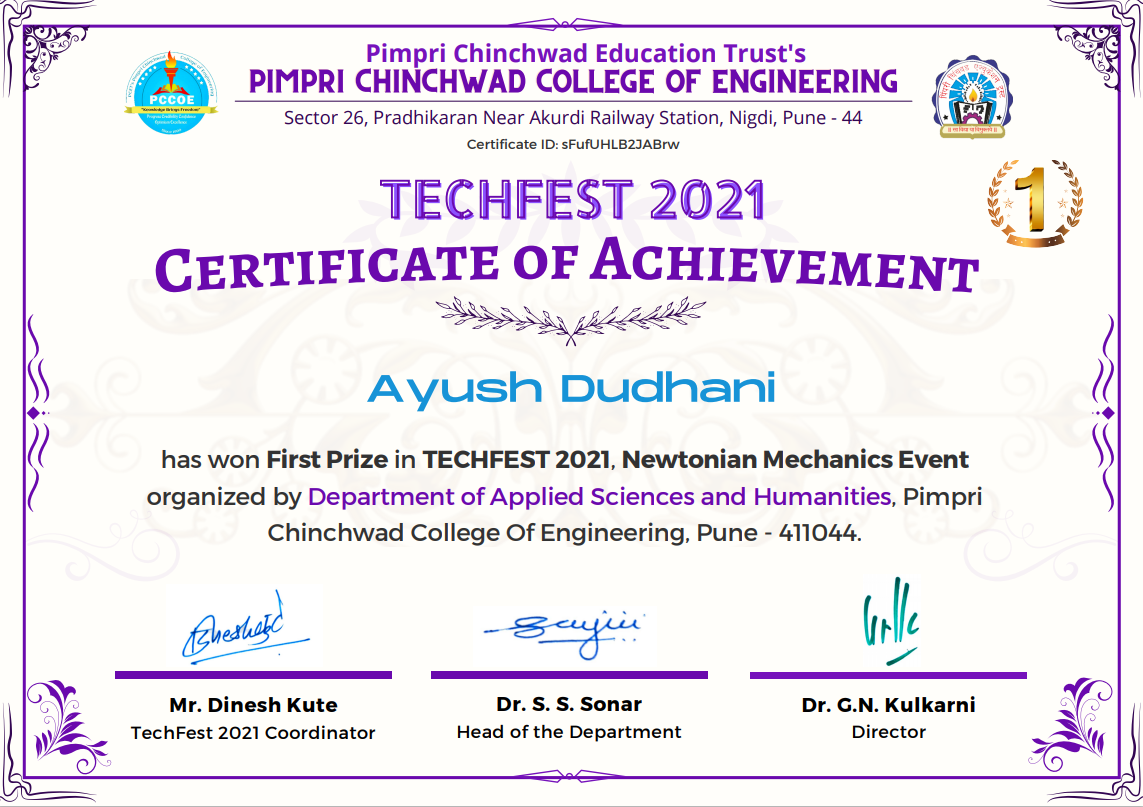 Pimpri Chinchwad Education Trust's
PIMPRI CHINCHWAD COLLEGE OF ENGINEERING
Sector 26, Pradhikaran Near Akurdi Railway Station, Nigdi, Pune - 44
Certificate ID: sFufUHLB2JABrw
PCCOE
"Knowledge Brings Freedom"
1
TECHFEST 2021
CERTIFICATE OF ACHIEVEMENT
Ayush Dudhani
has won First Prize in TECHFEST 2021, Newtonian Mechanics Event
organized by Department of Applied Sciences and Humanities, Pimpri
Chinchwad College Of Engineering, Pune - 411044.
Mr. Dinesh Kute
TechFest 2021 Coordinator
Dr. S. S. Sonar
Head of the Department
Dr. G.N. Kulkarni
Director